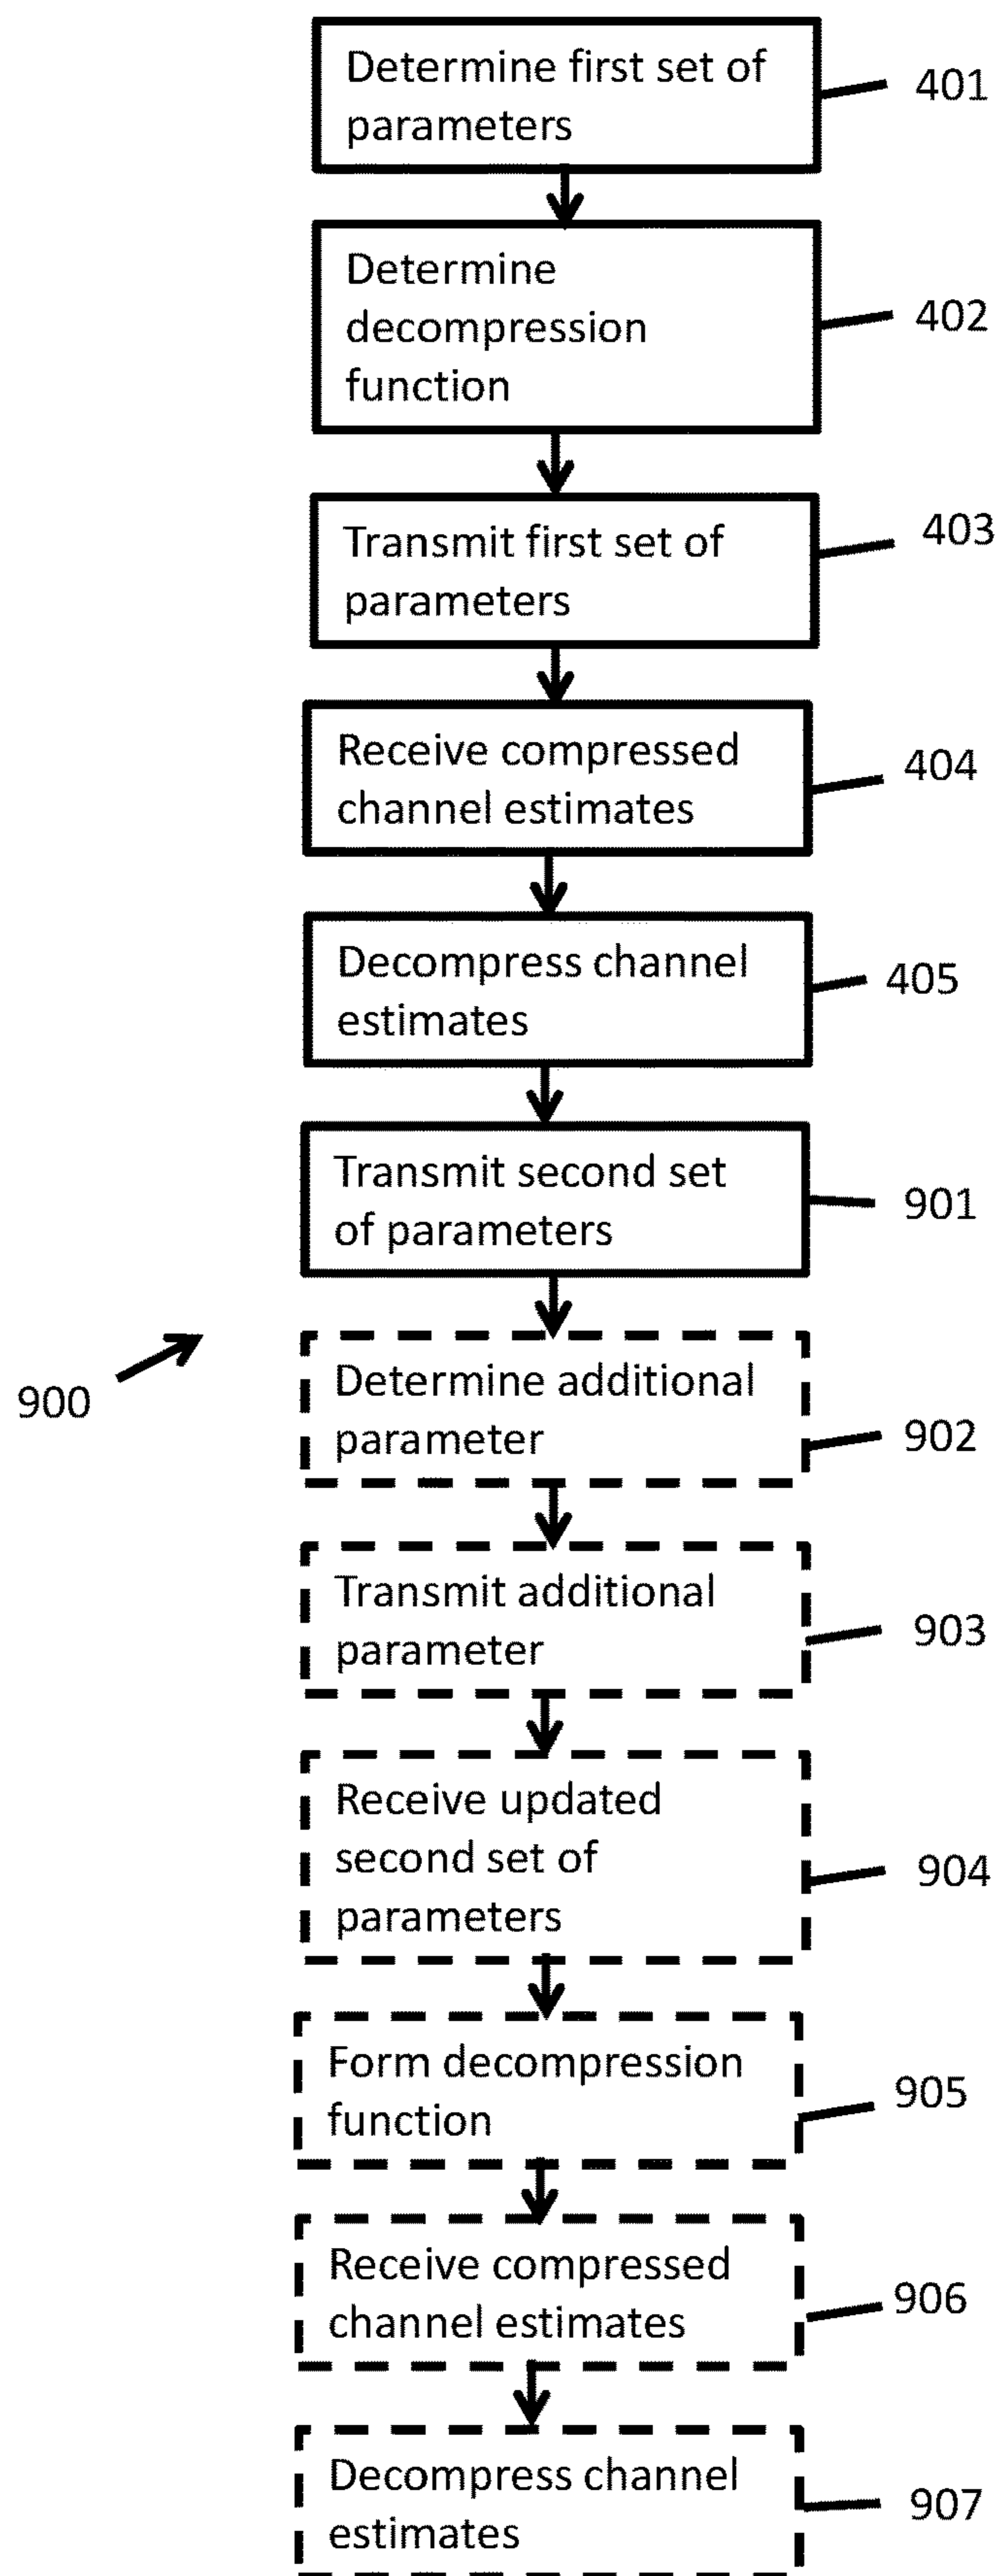 Determine first set of
parameters
401
Determine
decompression
function
402
Transmit first set of
parameters
403
Receive compressed
channel estimates
404
Decompress channel
estimates
405
Transmit second set
of parameters
901
900
Determine additional
parameter
902
Transmit additional
parameter
903
Receive updated
second set of
parameters
904
Form decompression
function
905
Receive compressed
channel estimates
906
Decompress channel
estimates
907